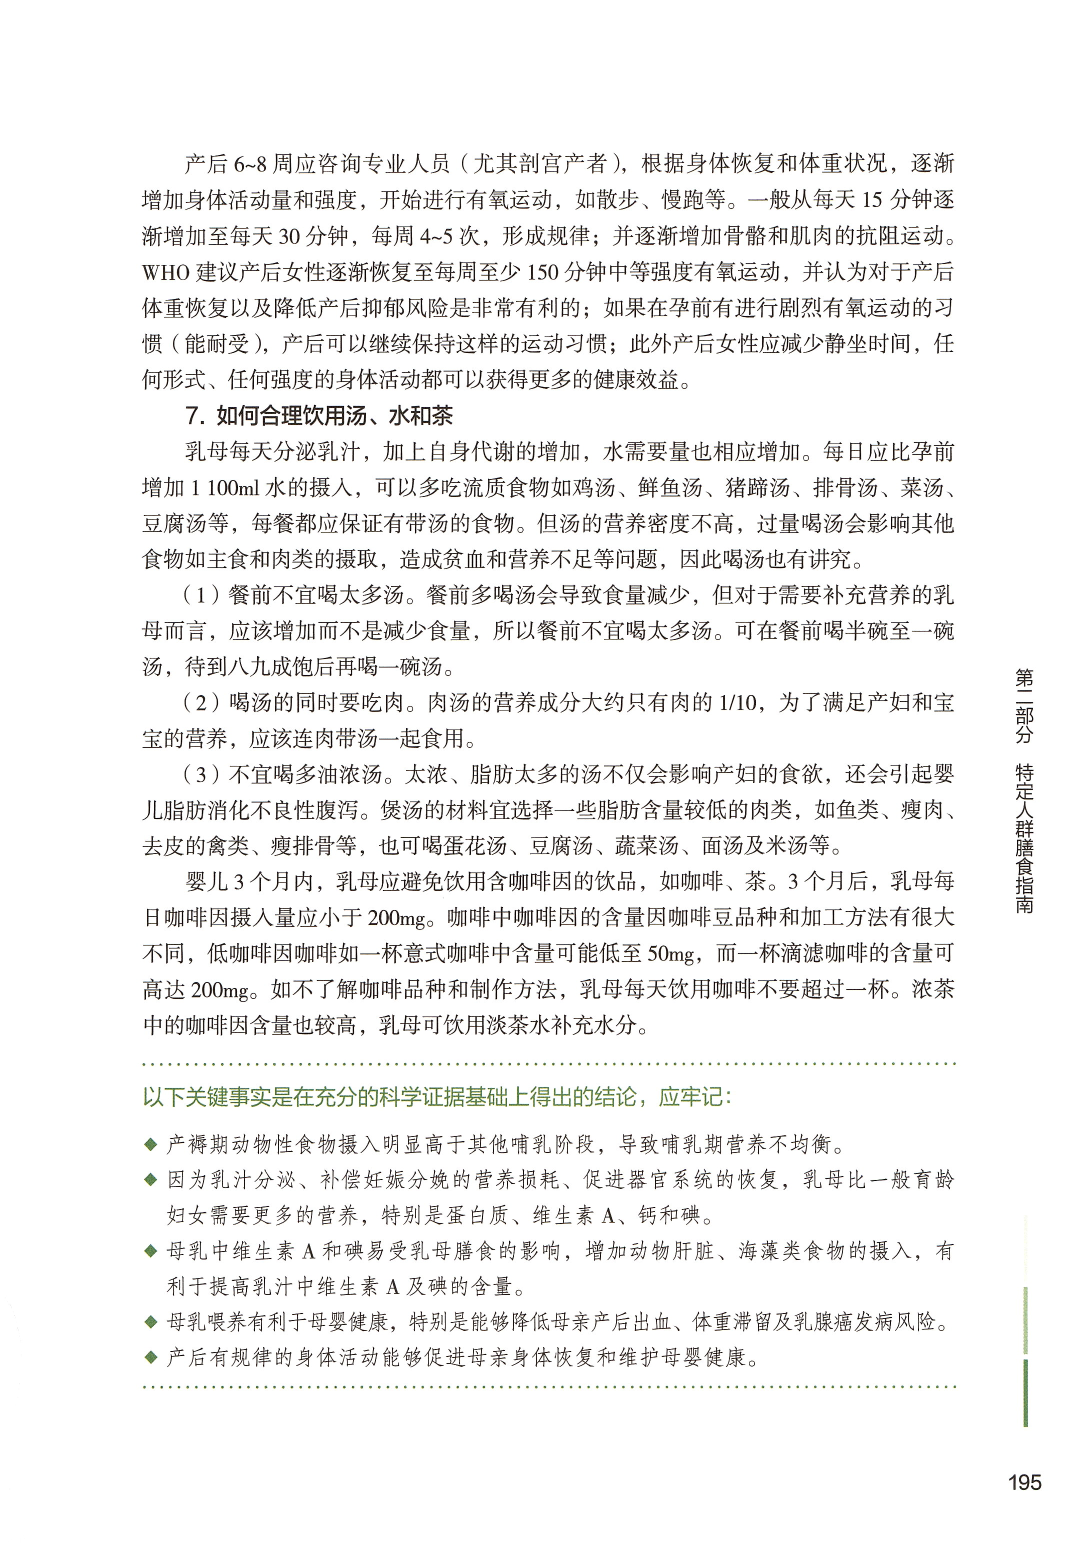 产后 6~8 周应咨询专业人员（尤其剖宫产者），根据身体恢复和体重状况，逐渐
增加身体活动量和强度，开始进行有氧运动，如散步、慢跑等。一般从每天 15 分钟逐
渐增加至每天 30 分钟，每周 4~5 次，形成规律；并逐渐增加骨骼和肌肉的抗阻运动。
WHO 建议产后女性逐渐恢复至每周至少 150 分钟中等强度有氧运动，并认为对于产后
体重恢复以及降低产后抑郁风险是非常有利的；如果在孕前有进行剧烈有氧运动的习
惯（能耐受），产后可以继续保持这样的运动习惯；此外产后女性应减少静坐时间，任
何形式、任何强度的身体活动都可以获得更多的健康效益。
7. 如何合理饮用汤、水和茶
乳母每天分泌乳汁，加上自身代谢的增加，水需要量也相应增加。每日应比孕前
增加 1 100ml 水的摄入，可以多吃流质食物如鸡汤、鲜鱼汤、猪蹄汤、排骨汤、菜汤、
豆腐汤等，每餐都应保证有带汤的食物。但汤的营养密度不高，过量喝汤会影响其他
食物如主食和肉类的摄取，造成贫血和营养不足等问题，因此喝汤也有讲究。
（1）餐前不宜喝太多汤。餐前多喝汤会导致食量减少，但对于需要补充营养的乳
母而言，应该增加而不是减少食量，所以餐前不宜喝太多汤。可在餐前喝半碗至一碗
汤，待到八九成饱后再喝一碗汤。
（2）喝汤的同时要吃肉。肉汤的营养成分大约只有肉的 1/10，为了满足产妇和宝
宝的营养，应该连肉带汤一起食用。
（3）不宜喝多油浓汤。太浓、脂肪太多的汤不仅会影响产妇的食欲，还会引起婴
儿脂肪消化不良性腹泻。煲汤的材料宜选择一些脂肪含量较低的肉类，如鱼类、瘦肉、
去皮的禽类、瘦排骨等，也可喝蛋花汤、豆腐汤、蔬菜汤、面汤及米汤等。
婴儿 3 个月内，乳母应避免饮用含咖啡因的饮品，如咖啡、茶。3 个月后，乳母每
日咖啡因摄入量应小于 200mg。咖啡中咖啡因的含量因咖啡豆品种和加工方法有很大
不同，低咖啡因咖啡如一杯意式咖啡中含量可能低至 50mg，而一杯滴滤咖啡的含量可
高达 200mg。如不了解咖啡品种和制作方法，乳母每天饮用咖啡不要超过一杯。浓茶
中的咖啡因含量也较高，乳母可饮用淡茶水补充水分。
以下关键事实是在充分的科学证据基础上得出的结论，应牢记：
◆ 产褥期动物性食物摄入明显高于其他哺乳阶段，导致哺乳期营养不均衡。
◆ 因为乳汁分泌、补偿妊娠分娩的营养损耗、促进器官系统的恢复，乳母比一般育龄
妇女需要更多的营养，特别是蛋白质、维生素 A、钙和碘。
◆ 母乳中维生素 A 和碘易受乳母膳食的影响，增加动物肝脏、海藻类食物的摄入，有
利于提高乳汁中维生素 A 及碘的含量。
◆ 母乳喂养有利于母婴健康，特别是能够降低母亲产后出血、体重滞留及乳腺癌发病风险。
◆ 产后有规律的身体活动能够促进母亲身体恢复和维护母婴健康。
第二部分 特定人群膳食指南
195